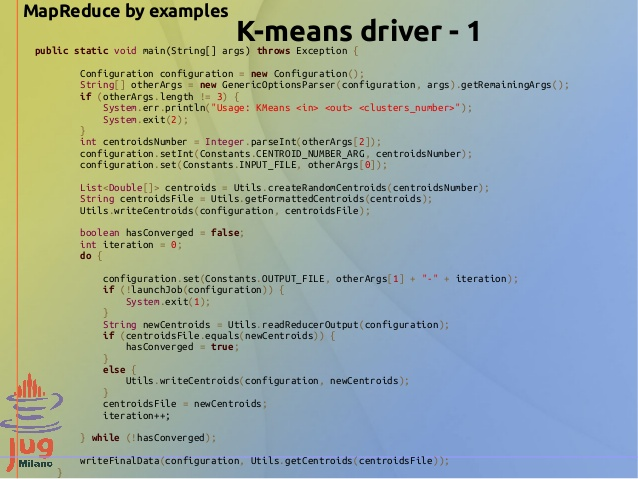 MapReduce by examples
K-means driver - 1
public static void main(String[] args) throws Exception {
Configuration configuration = new Configuration();
String[] otherArgs = new GenericOptionsParser(configuration, args).getRemainingArgs();
if (otherArgs.length != 3) {
System.err.println("Usage: KMeans <in> <out> <clusters_number>");
System.exit(2);
}
int centroidsNumber = Integer.parseInt(otherArgs[2]);
configuration.setInt(Constants.CENTROID_NUMBER_ARG, centroidsNumber);
configuration.set(Constants.INPUT_FILE, otherArgs[0]);
List<Double[]> centroids = Utils.createRandomCentroids(centroidsNumber);
String centroidsFile = Utils.getFormattedCentroids(centroids);
Utils.writeCentroids(configuration, centroidsFile);
boolean hasConverged = false;
int iteration = 0;
do {
configuration.set(Constants.OUTPUT_FILE, otherArgs[1] + "-" + iteration);
if (!launchJob(configuration)) {
System.exit(1);
}
String newCentroids = Utils.readReducerOutput(configuration);
if (centroidsFile.equals(newCentroids)) {
hasConverged = true;
}
else {
Utils.writeCentroids(configuration, newCentroids);
}
centroidsFile = newCentroids;
iteration++;
} while (!hasConverged);
writeFinalData(configuration, Utils.getCentroids(centroidsFile));
}
jug
Milano